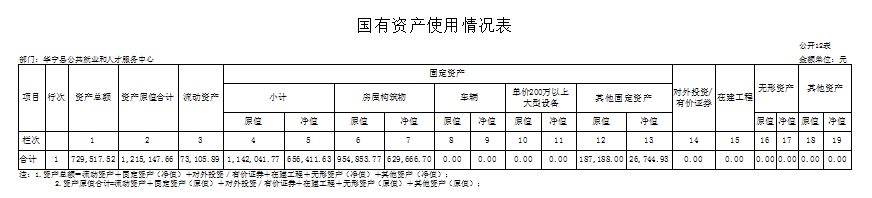 国有资产使用情况表
公开12表
部门：华宁县公共就业和人才服务中心 金额单位：元
项目 行次 资产总额 资产原值合计 流动资产 固定资产 对外投资/有价证券 在建工程 无形资产 其他资产
小计 房屋构筑物 车辆 单价200万以上大型设备 其他固定资产
原值 净值 原值 净值 原值 净值 原值 净值 原值 净值 原值 净值 原值 净值
栏次 1 2 3 4 5 6 7 8 9 10 11 12 13 14 15 16 17 18 19
合计 1 729,517.52 1,215,147.66 73,105.89 1,142,041.77 656,411.63 954,853.77 629,666.70 0.00 0.00 0.00 0.00 187,188.00 26,744.93 0.00 0.00 0.00 0.00 0.00 0.00
注：1.资产总额=流动资产＋固定资产（净值）＋对外投资／有价证券＋在建工程＋无形资产（净值）＋其他资产（净值）；
2.资产原值合计=流动资产＋固定资产（原值）＋对外投资／有价证券＋在建工程＋无形资产（原值）＋其他资产（原值）；